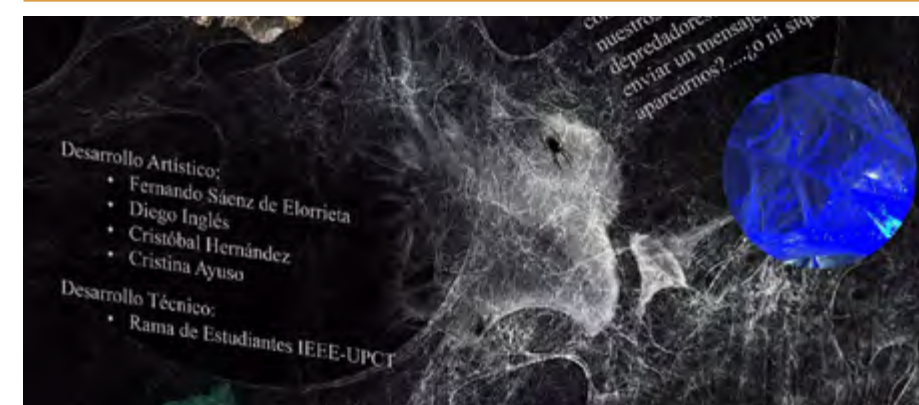 nuestros
depredadores
enviar un mensaje
aparearnos? ....¿o ni siqu
Desarrollo Artístico:
• Fernando Sáenz de Elorrieta
• Diego Inglés
• Cristóbal Hernández
• Cristina Ayuso
Desarrollo Técnico:
• Rama de Estudiantes IEEE-UPCT